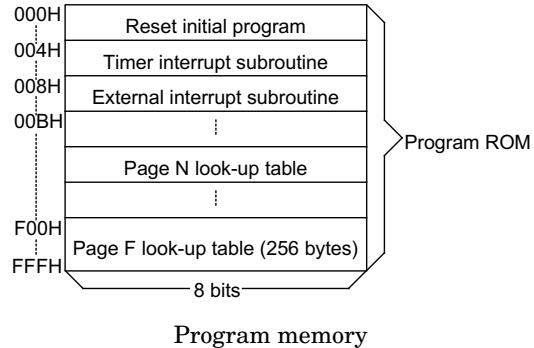 000H
Reset initial program
004H
Timer interrupt subroutine
008H
External interrupt subroutine
00BH
Program ROM
Page N look-up table
F00H
Page F look-up table (256 bytes)
FFFH
8 bits
Program memory